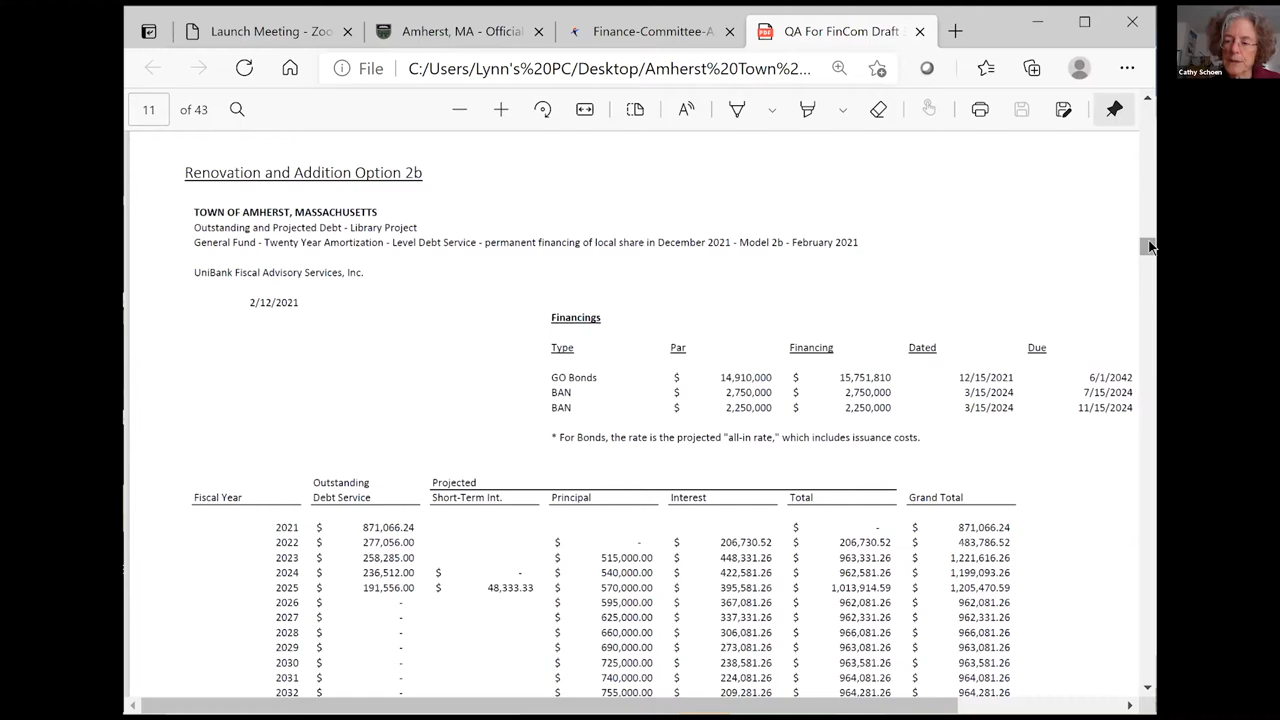 Launch Meeting - Zoo
Amherst, MA - Official
Finance-Committee-A
QA For FinCom Draft
File C:/Users/Lynn's%20PC/Desktop/Amherst%20Town%2...
11 of 43
Cathy Schoen
Renovation and Addition Option 2b
TOWN OF AMHERST, MASSACHUSETTS
Outstanding and Projected Debt - Library Project
General Fund - Twenty Year Amortization - Level Debt Service - permanent financing of local share in December 2021 - Model 2b - February 2021
UniBank Fiscal Advisory Services, Inc.
2/12/2021
Financings
Type Par Financing Dated Due
GO Bonds $ 14,910,000 $ 15,751,810 12/15/2021 6/1/2042
BAN $ 2,750,000 $ 2,750,000 3/15/2024 7/15/2024
BAN $ 2,250,000 $ 2,250,000 3/15/2024 11/15/2024
* For Bonds, the rate is the projected "all-in rate," which includes issuance costs.
Outstanding Projected
Fiscal Year Debt Service Short-Term Int. Principal Interest Total Grand Total
2021 $ 871,066.24 $ - $ 871,066.24
2022 $ 277,056.00 $ - $ 206,730.52 $ 206,730.52 $ 483,786.52
2023 $ 258,285.00 $ 515,000.00 $ 448,331.26 $ 963,331.26 $ 1,221,616.26
2024 $ 236,512.00 $ - $ 540,000.00 $ 422,581.26 $ 962,581.26 $ 1,199,093.26
2025 $ 191,556.00 $ 48,333.33 $ 570,000.00 $ 395,581.26 $ 1,013,914.59 $ 1,205,470.59
2026 $ - $ 595,000.00 $ 367,081.26 $ 962,081.26 $ 962,081.26
2027 $ - $ 625,000.00 $ 337,331.26 $ 962,331.26 $ 962,331.26
2028 $ - $ 660,000.00 $ 306,081.26 $ 966,081.26 $ 966,081.26
2029 $ - $ 690,000.00 $ 273,081.26 $ 963,081.26 $ 963,081.26
2030 $ - $ 725,000.00 $ 238,581.26 $ 963,581.26 $ 963,581.26
2031 $ - $ 740,000.00 $ 224,081.26 $ 964,081.26 $ 964,081.26
2032 $ - $ 755,000.00 $ 209,281.26 $ 964,281.26 $ 964,281.26